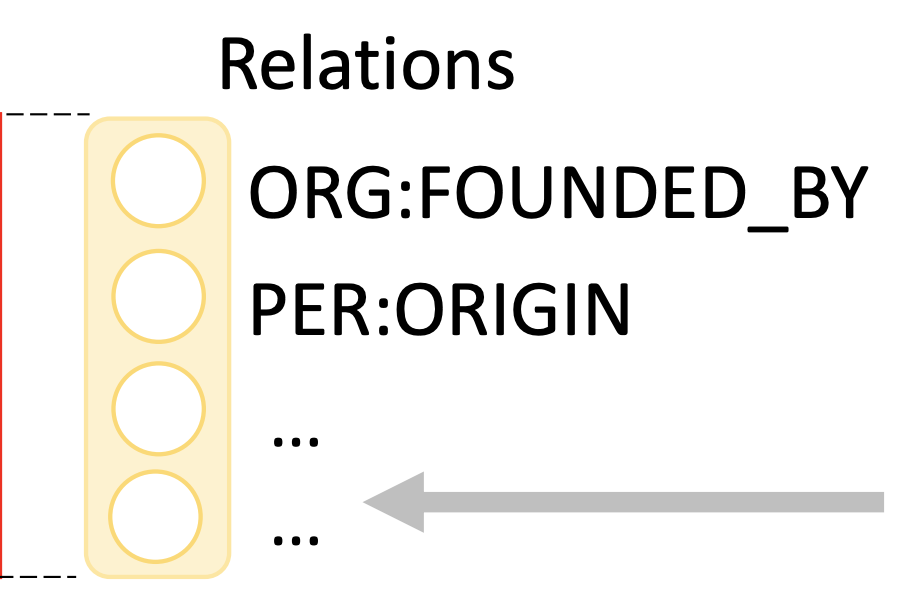 Relations
ORG:FOUNDED_BY
PER:ORIGIN
...
...